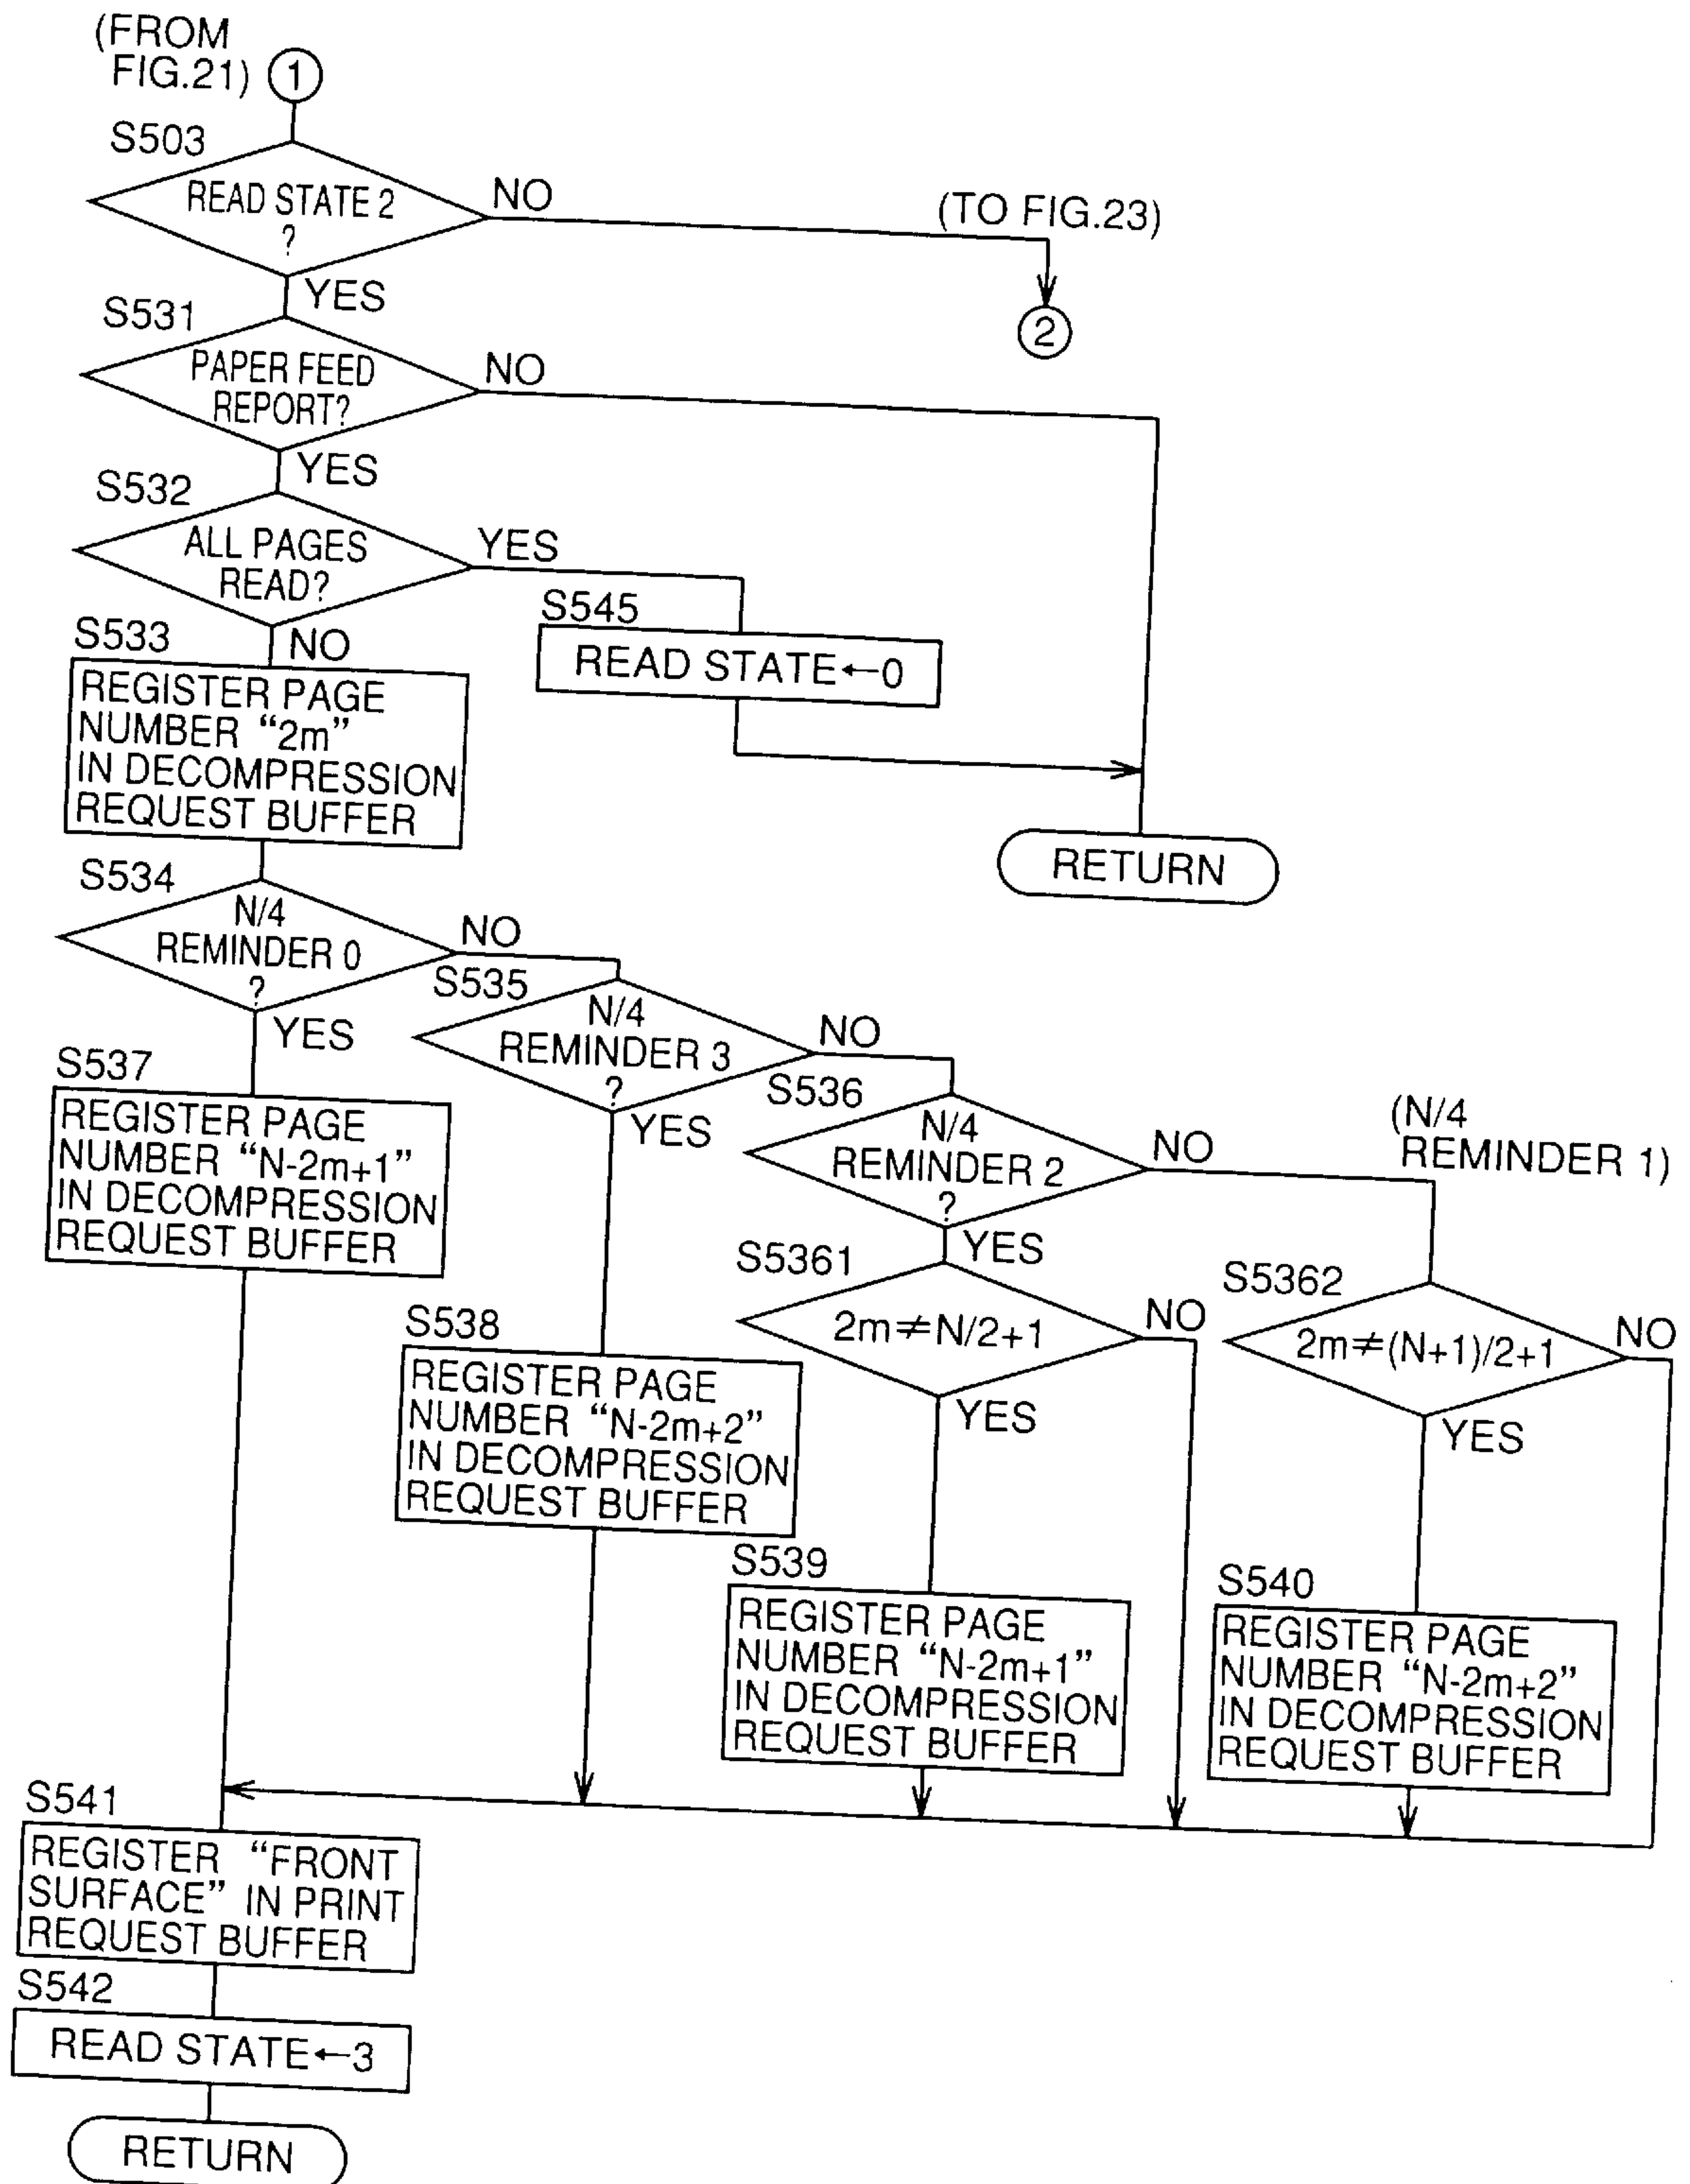 (FROM
FIG.21)
1
S503
READ STATE 2
?
NO
(TO FIG.23)
2
YES
S531
PAPER FEED
REPORT?
NO
YES
S532
ALL PAGES
READ?
YES
S545
READ STATE←0
NO
S533
REGISTER PAGE
NUMBER “2m”
IN DECOMPRESSION
REQUEST BUFFER
RETURN
S534
N/4
REMINDER 0
?
NO
YES
S535
N/4
REMINDER 3
?
NO
YES
S536
N/4
REMINDER 2
?
NO
(N/4
REMINDER 1)
YES
S537
REGISTER PAGE
NUMBER “N-2m+1”
IN DECOMPRESSION
REQUEST BUFFER
S538
REGISTER PAGE
NUMBER “N-2m+2”
IN DECOMPRESSION
REQUEST BUFFER
S5361
2m≠N/2+1
NO
YES
S5362
2m≠(N+1)/2+1
NO
YES
S539
REGISTER PAGE
NUMBER “N-2m+1”
IN DECOMPRESSION
REQUEST BUFFER
S540
REGISTER PAGE
NUMBER “N-2m+2”
IN DECOMPRESSION
REQUEST BUFFER
S541
REGISTER “FRONT
SURFACE” IN PRINT
REQUEST BUFFER
S542
READ STATE←3
RETURN